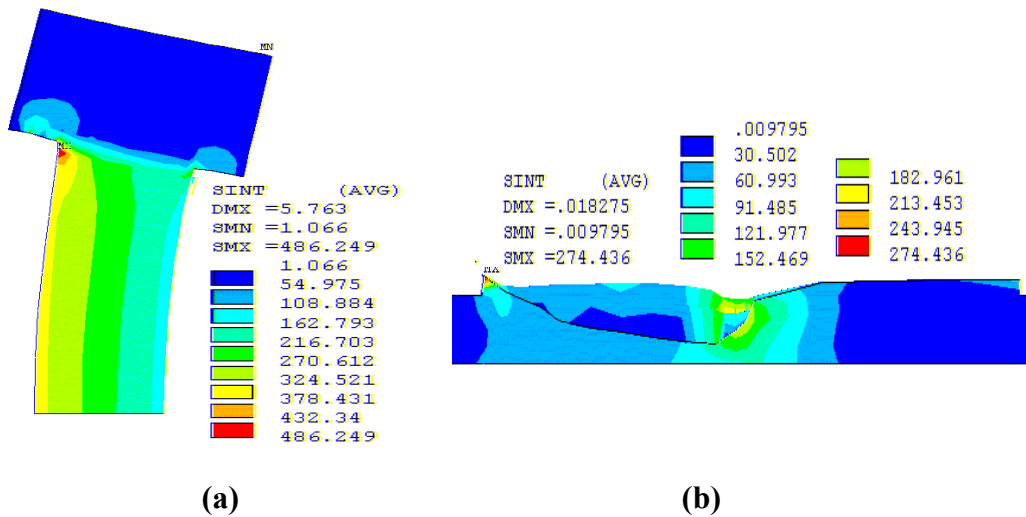 MN
MX
SINT (AVG)
DMX =5.763
SMN =1.066
SMX =486.249
1.066
54.975
108.884
162.793
216.703
270.612
324.521
378.431
432.34
486.249
(a)
SINT (AVG)
DMX =.018275
SMN =.009795
SMX =274.436
.009795
30.502
60.993
91.485
121.977
152.469
182.961
213.453
243.945
274.436
MX
(b)